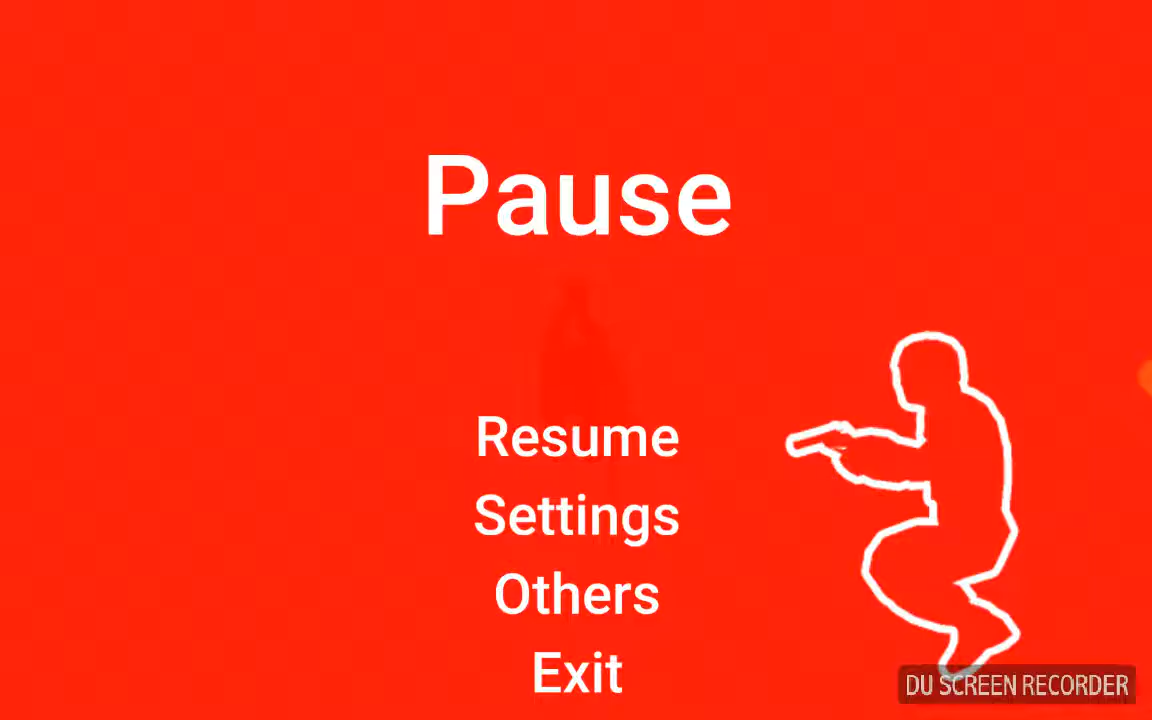 Pause
Resume
Settings
Others
Exit
DU SCREEN RECORDER